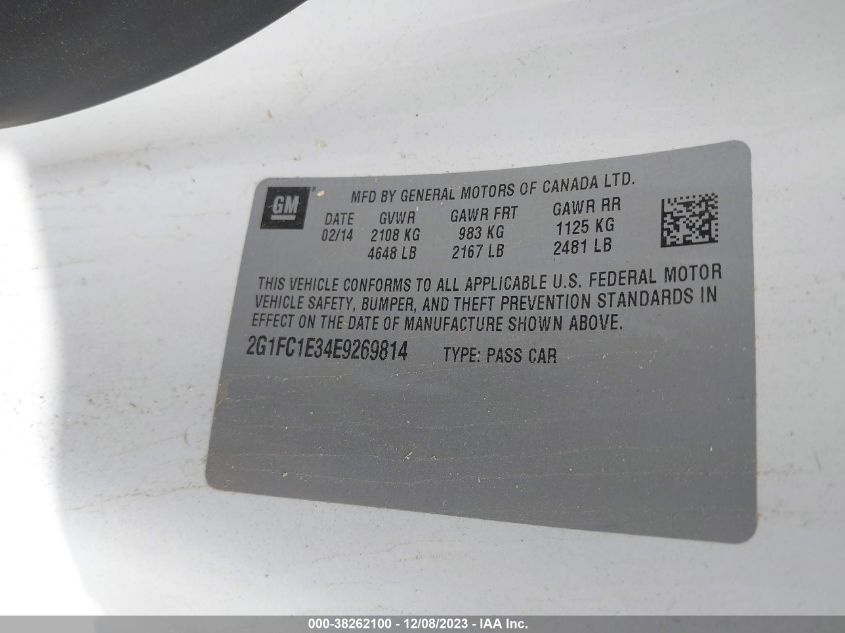 GM
MFD BY GENERAL MOTORS OF CANADA LTD.
DATE GVWR GAWR FRT GAWR RR
02/14 2108 KG 983 KG 1125 KG
4648 LB 2167 LB 2481 LB
THIS VEHICLE CONFORMS TO ALL APPLICABLE U.S. FEDERAL MOTOR
VEHICLE SAFETY, BUMPER, AND THEFT PREVENTION STANDARDS IN
EFFECT ON THE DATE OF MANUFACTURE SHOWN ABOVE.
2G1FC1E34E9269814 TYPE: PASS CAR
000-38262100 - 12/08/2023 - IAA Inc.